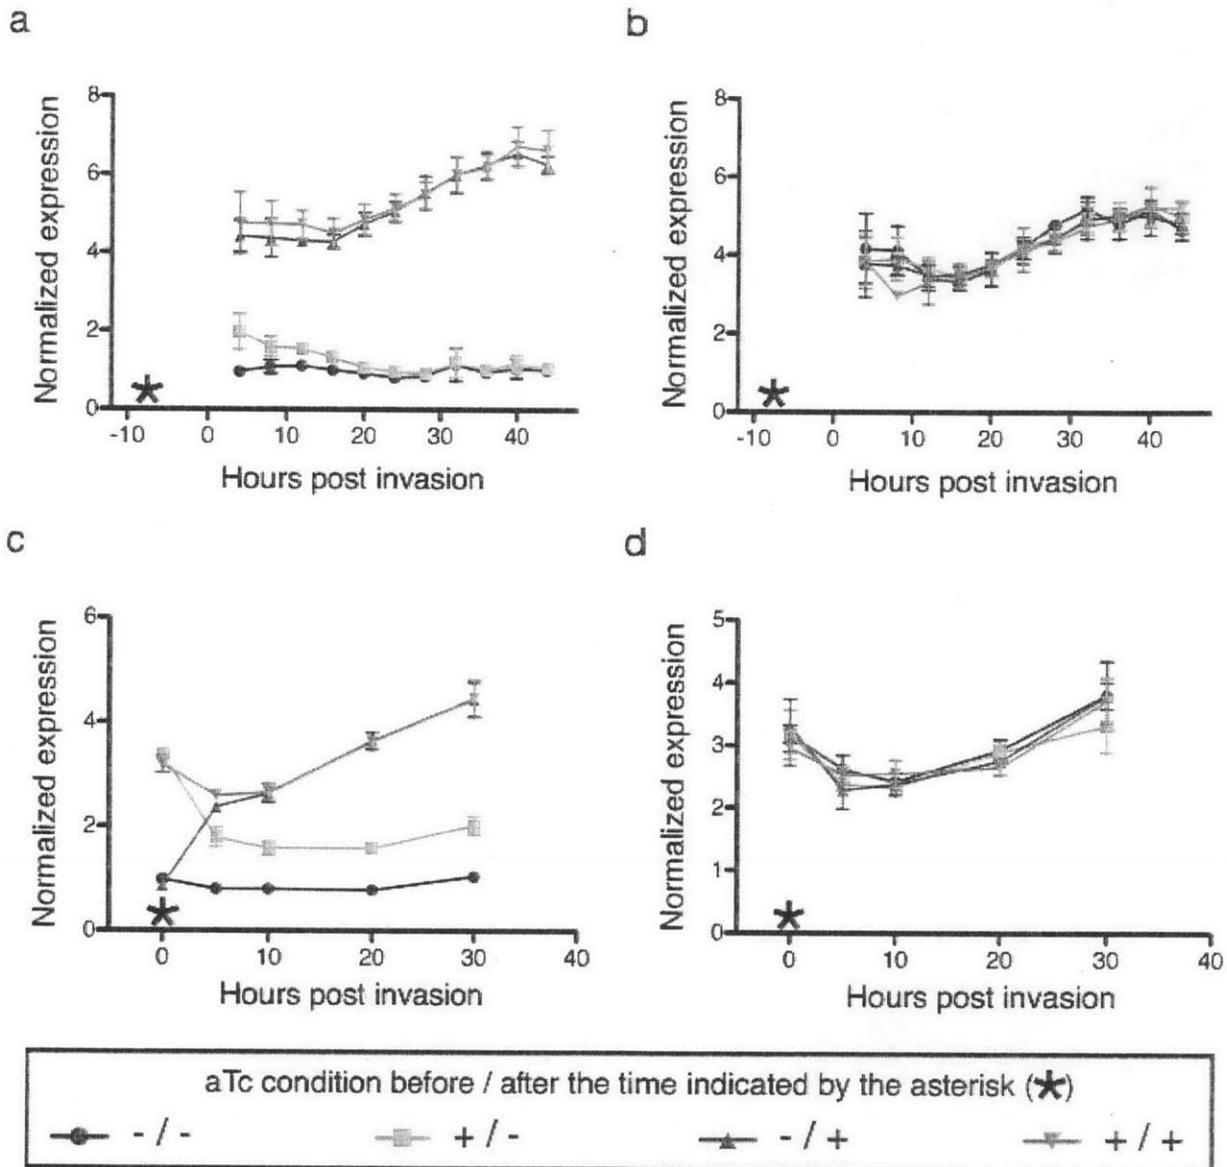 a
b
Normalized expression
8
6
4
2
0
-10 0 10 20 30 40
Hours post invasion
Normalized expression
8
6
4
2
0
-10 0 10 20 30 40
Hours post invasion
c
d
Normalized expression
6
4
2
0
0 10 20 30 40
Hours post invasion
Normalized expression
5
4
3
2
1
0
0 10 20 30 40
Hours post invasion
aTc condition before / after the time indicated by the asterisk (★)
- / - + / - - / + + / +